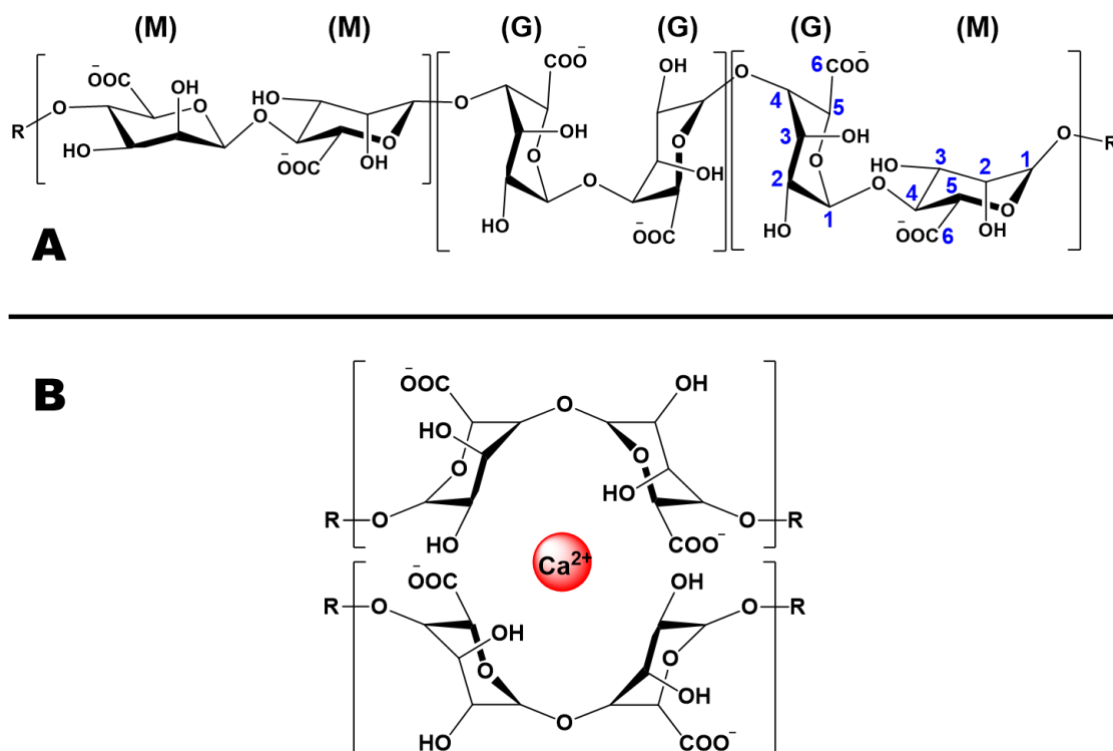 (M) (M) (G) (G) (G) (M)
⁻OOC OH COO⁻ OH 6 COO⁻
O O HO O O 4 5
R HO OH O OH O OH 3 OH O R
O O O HO 3 2 1
HO ⁻OOC OH O O OH 2 O O 4 5 O
HO ⁻OOC HO 1 ⁻OOC 6 OH
A
B
⁻OOC O OH
HO O
O HO
R O O R
HO COO⁻
Ca²⁺
⁻OOC OH
R O O R
OH O
O OH
HO O COO⁻